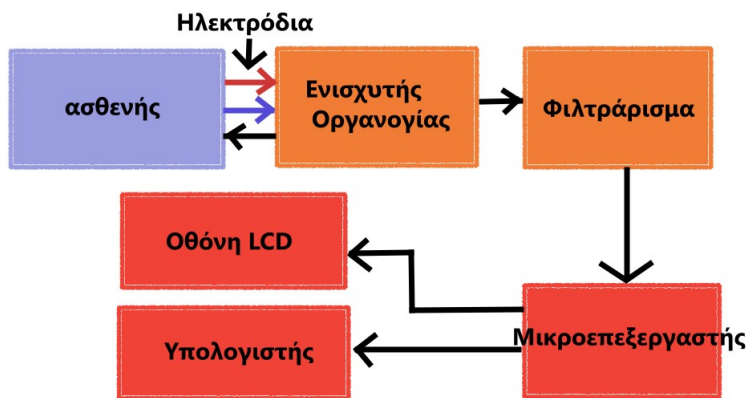 Ηλεκτρόδια
ασθενής
Ενισχυτής
Οργανογίας
Φιλτράρισμα
Οθόνη LCD
Μικροεπεξεργαστής
Υπολογιστής